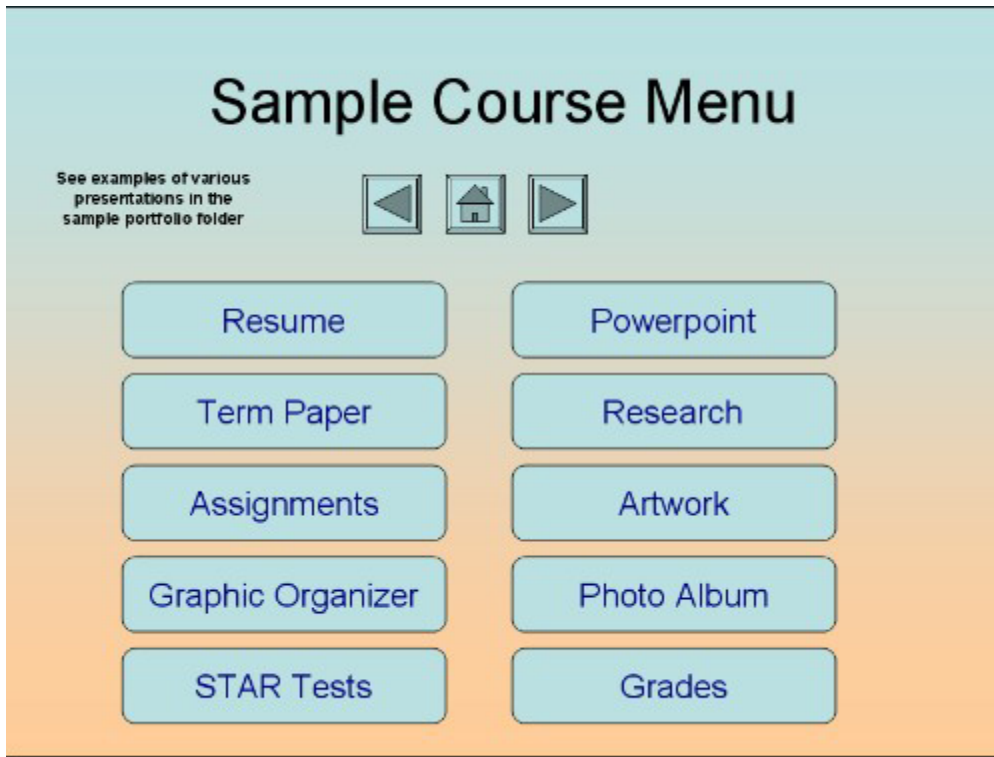 Sample Course Menu
See examples of various
presentations in the
sample portfolio folder
Resume
Powerpoint
Term Paper
Research
Assignments
Artwork
Graphic Organizer
Photo Album
STAR Tests
Grades